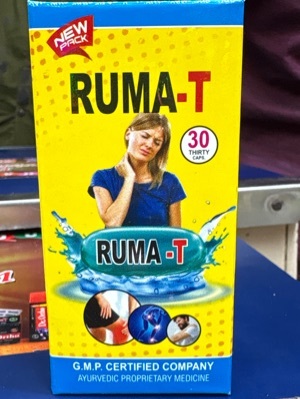 NEW
PACK
RUMA-T
30
THIRTY
CAPS.
RUMA -T
G.M.P. CERTIFIED COMPANY
AYURVEDIC PROPRIETARY MEDICINE